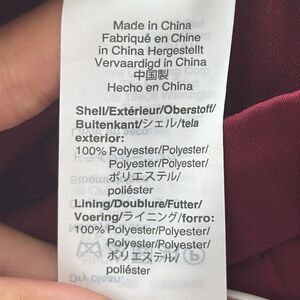 Made in China
Fabriqué en Chine
in China Hergestellt
Vervaardigd in China
中国製
Hecho en China
Shell/Extérieur/Oberstoff/
Buitenkant/シェル/tela
exterior:
100% Polyester/Polyester/
Polyester/Polyester/
ポリエステル/
poliéster
Lining/Doublure/Futter/
Voering/ライニング/forro:
100% Polyester/Polyester/
Polyester/Polyester/
ポリエステル/
poliéster
Dry clean